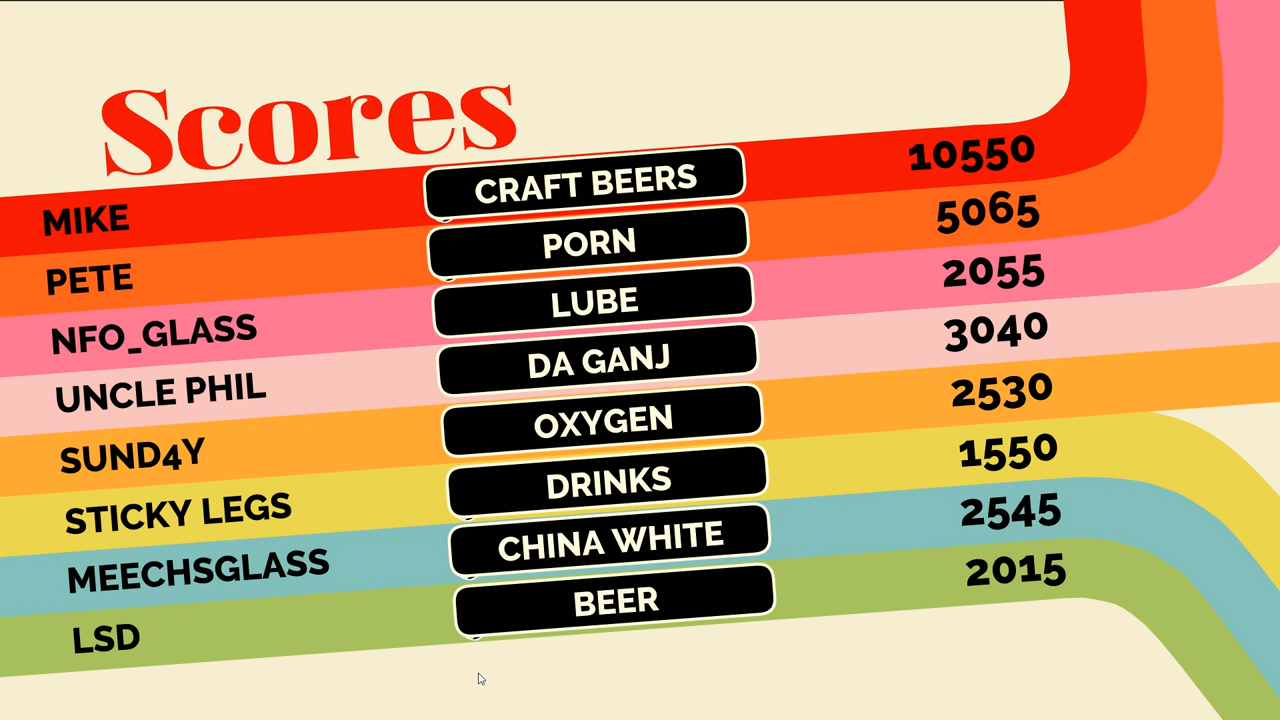 Scores
MIKE CRAFT BEERS 10550
PETE PORN 5065
NFO_GLASS LUBE 2055
UNCLE PHIL DA GANJ 3040
SUND4Y OXYGEN 2530
STICKY LEGS DRINKS 1550
MEECHSGLASS CHINA WHITE 2545
LSD BEER 2015